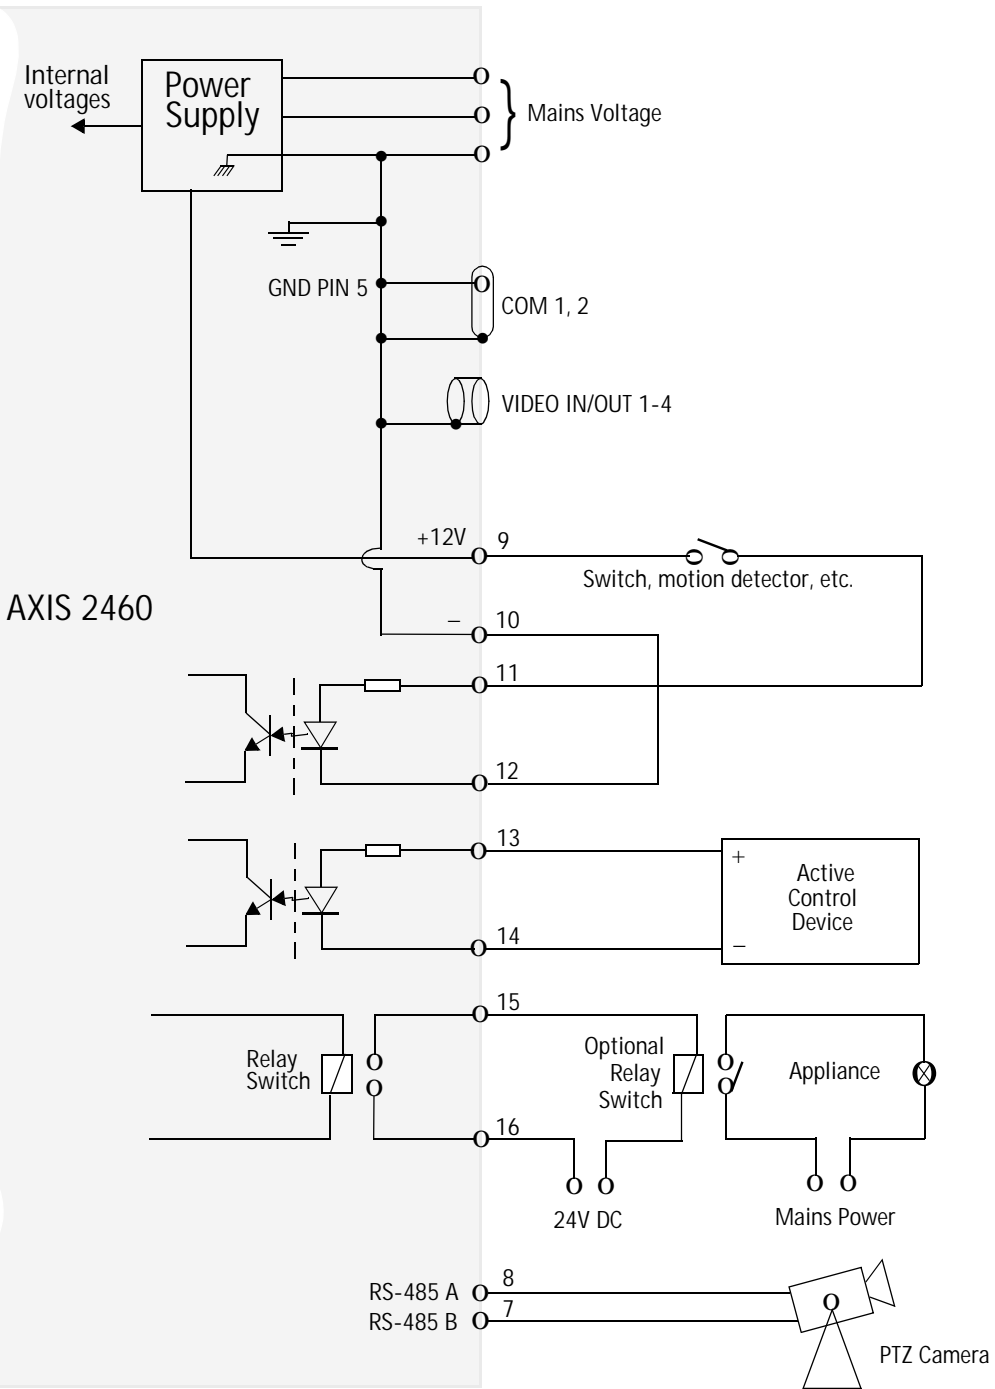 Internal
voltages
Power
Supply
Mains Voltage
GND PIN 5
COM 1, 2
VIDEO IN/OUT 1-4
+12V
9
Switch, motion detector, etc.
AXIS 2460
–
10
11
12
13
+
Active
Control
Device
14
–
15
Relay
Switch
Optional
Relay
Switch
Appliance
16
24V DC
Mains Power
RS-485 A
8
RS-485 B
7
PTZ Camera